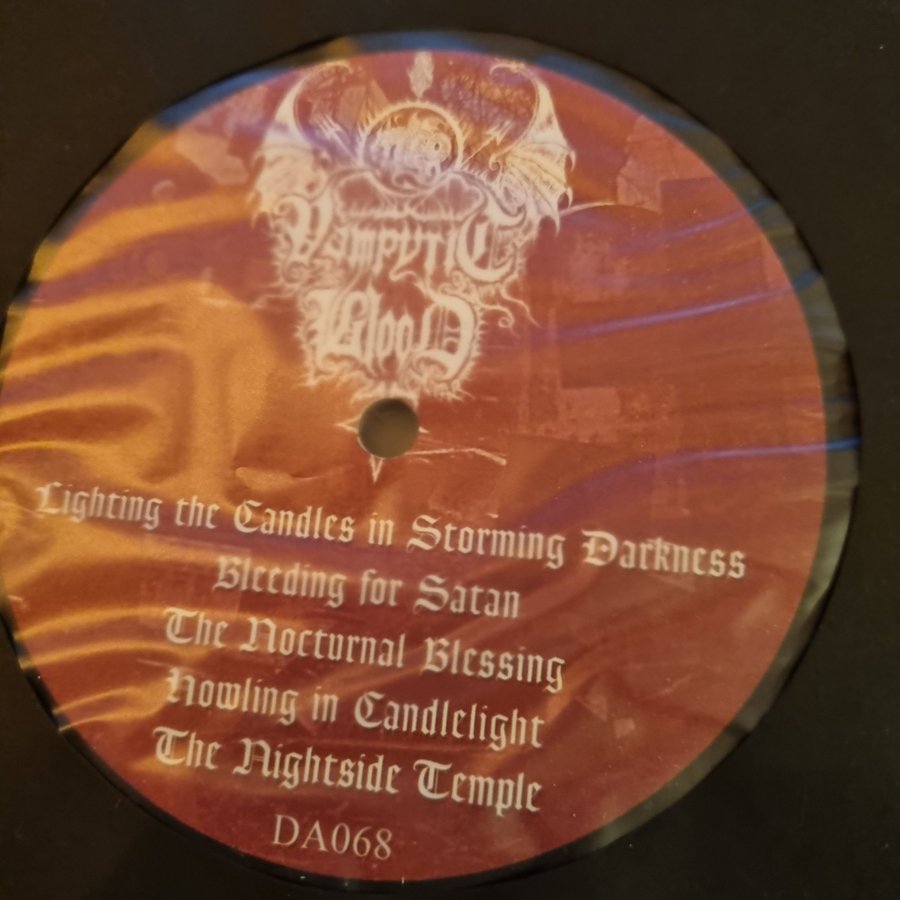 Vampyric
Blood
Lighting the Candles in Storming Darkness
Bleeding for Satan
The Nocturnal Blessing
Howling in Candlelight
The Nightside Temple
DA068